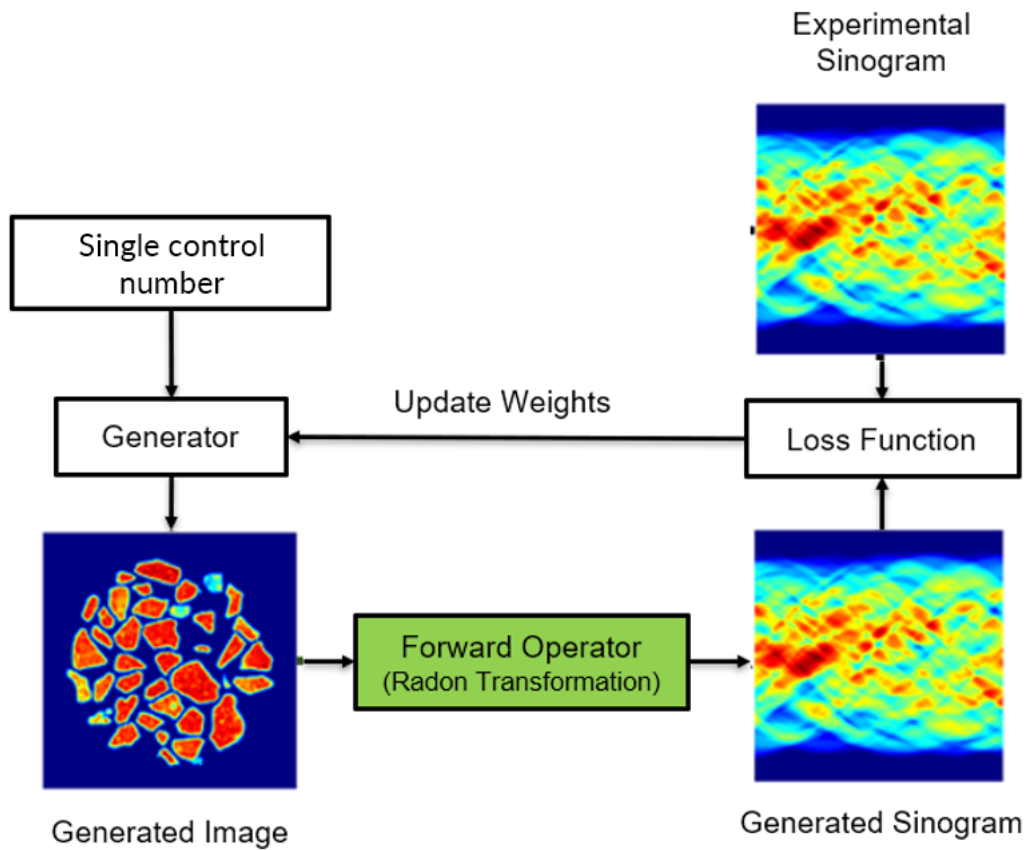 Experimental
Sinogram
Single control
number
Update Weights
Generator
Loss Function
Forward Operator
(Radon Transformation)
Generated Image
Generated Sinogram